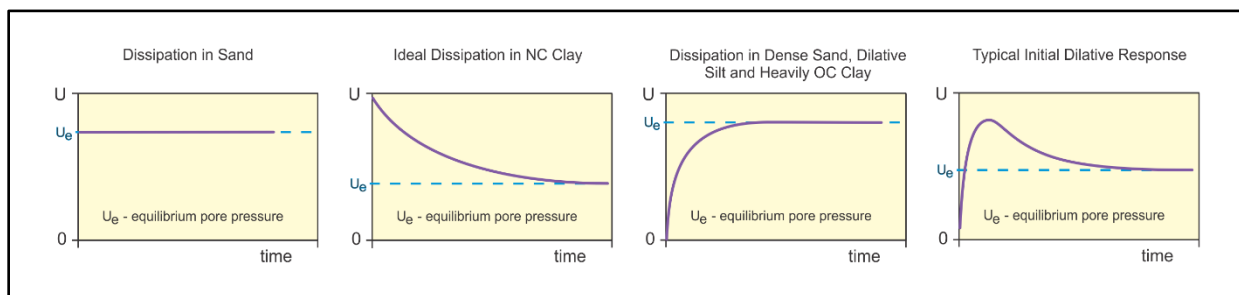 Dissipation in Sand
U
Ue
Ue - equilibrium pore pressure
0
time
Ideal Dissipation in NC Clay
U
Ue
Ue - equilibrium pore pressure
0
time
Dissipation in Dense Sand, Dilative
Silt and Heavily OC Clay
U
Ue
Ue - equilibrium pore pressure
0
time
Typical Initial Dilative Response
U
Ue
Ue - equilibrium pore pressure
0
time